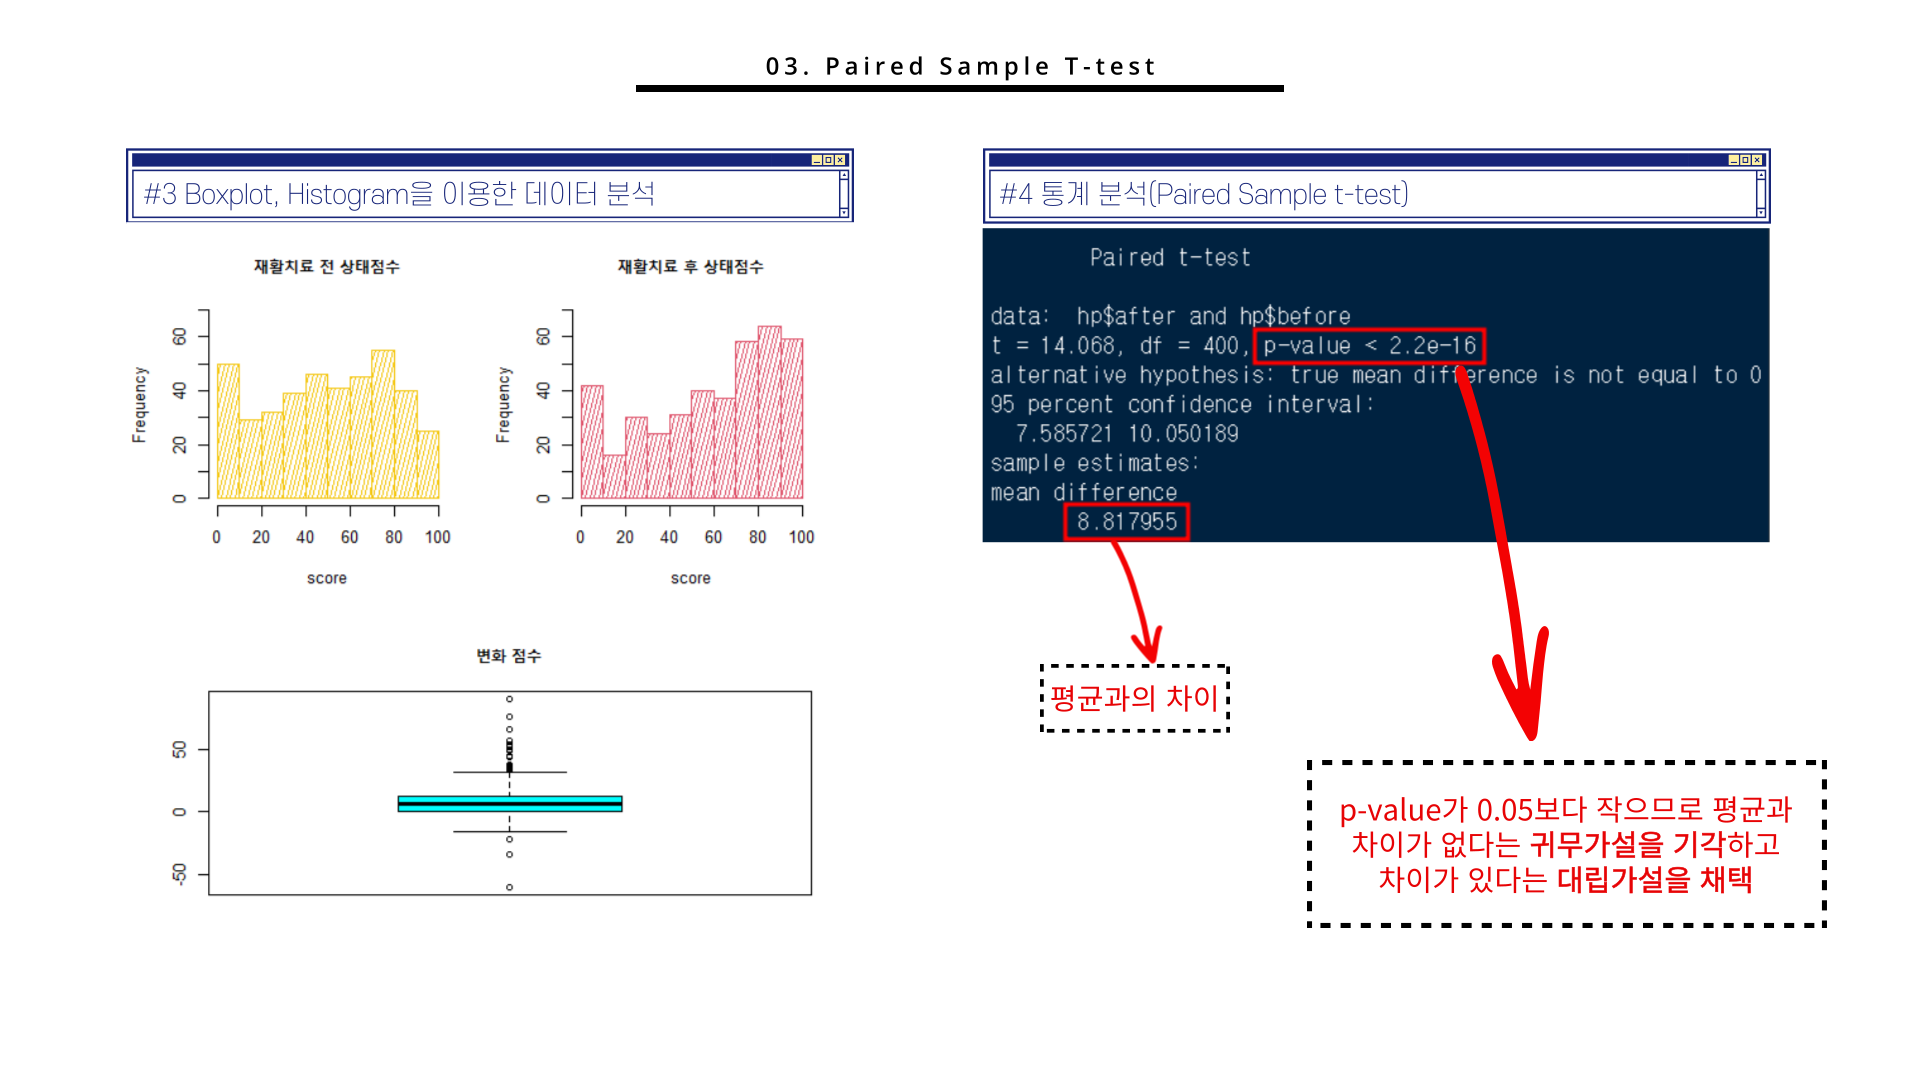 03. Paired Sample T-test
#3 Boxplot, Histogram을 이용한 데이터 분석
재활치료 전 상태점수
Frequency
0 20 40 60
0 20 40 60 80 100
score
재활치료 후 상태점수
Frequency
0 20 40 60
0 20 40 60 80 100
score
변화 점수
-50 0 50
#4 통계 분석(Paired Sample t-test)
Paired t-test
data: hp$after and hp$before
t = 14.068, df = 400, p-value < 2.2e-16
alternative hypothesis: true mean difference is not equal to 0
95 percent confidence interval:
7.585721 10.050189
sample estimates:
mean difference
8.817955
평균과의 차이
p-value가 0.05보다 작으므로 평균과
차이가 없다는 귀무가설을 기각하고
차이가 있다는 대립가설을 채택